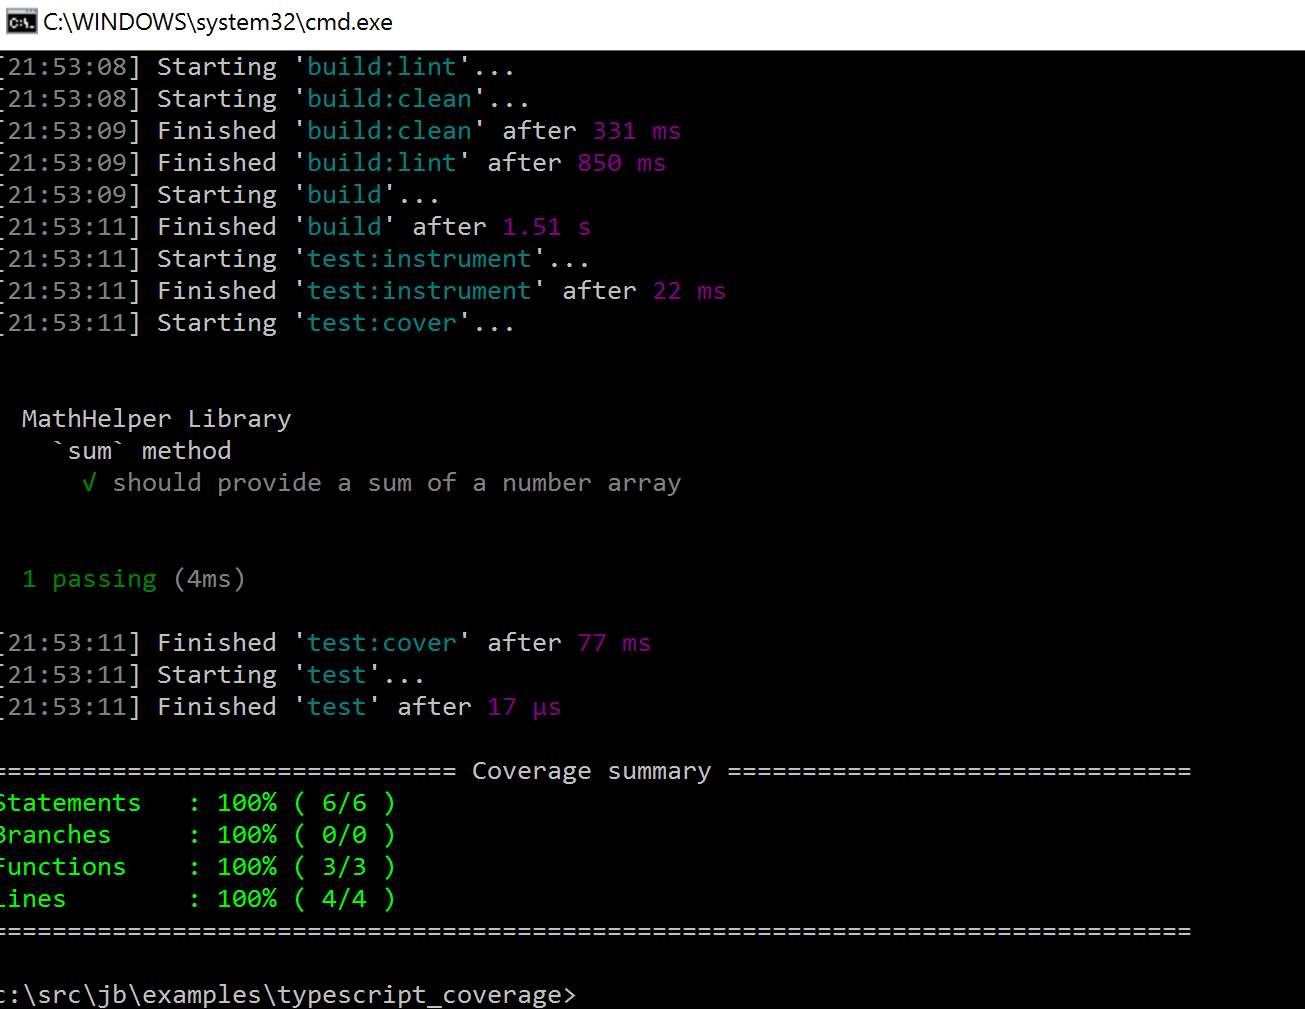 C:\WINDOWS\system32\cmd.exe
[21:53:08] Starting 'build:lint'...
[21:53:08] Starting 'build:clean'...
[21:53:09] Finished 'build:clean' after 331 ms
[21:53:09] Finished 'build:lint' after 850 ms
[21:53:09] Starting 'build'...
[21:53:11] Finished 'build' after 1.51 s
[21:53:11] Starting 'test:instrument'...
[21:53:11] Finished 'test:instrument' after 22 ms
[21:53:11] Starting 'test:cover'...
MathHelper Library
`sum` method
√ should provide a sum of a number array
1 passing (4ms)
[21:53:11] Finished 'test:cover' after 77 ms
[21:53:11] Starting 'test'...
[21:53:11] Finished 'test' after 17 µs
=============================== Coverage summary ===============================
Statements   : 100% ( 6/6 )
Branches     : 100% ( 0/0 )
Functions    : 100% ( 3/3 )
Lines        : 100% ( 4/4 )
================================================================================
c:\src\jb\examples\typescript_coverage>